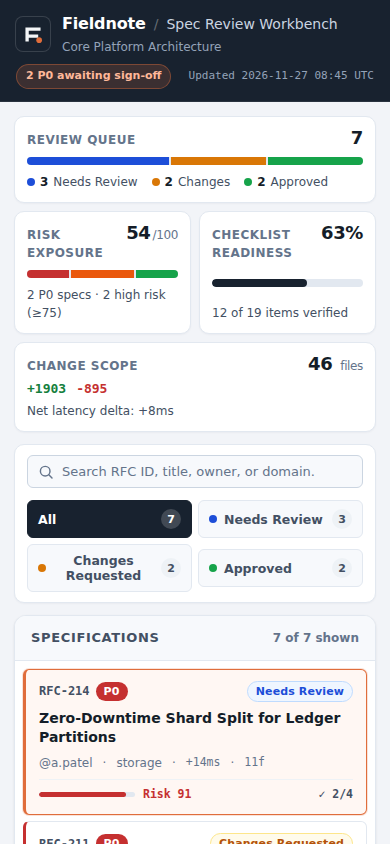 Fieldnote / Spec Review Workbench
Core Platform Architecture
2 P0 awaiting sign-off
Updated 2026-11-27 08:45 UTC
REVIEW QUEUE 7
3 Needs Review 2 Changes 2 Approved
RISK EXPOSURE 54 /100
2 P0 specs · 2 high risk
(≥75)
CHECKLIST READINESS 63%
12 of 19 items verified
CHANGE SCOPE 46 files
+1903 -895
Net latency delta: +8ms
Search RFC ID, title, owner, or domain.
All 7
Needs Review 3
Changes Requested 2
Approved 2
SPECIFICATIONS 7 of 7 shown
RFC-214 P0 Needs Review
Zero-Downtime Shard Split for Ledger
Partitions
@a.patel · storage · +14ms · 11f
Risk 91 ✓ 2/4
RFC-211 P0 Changes Requested